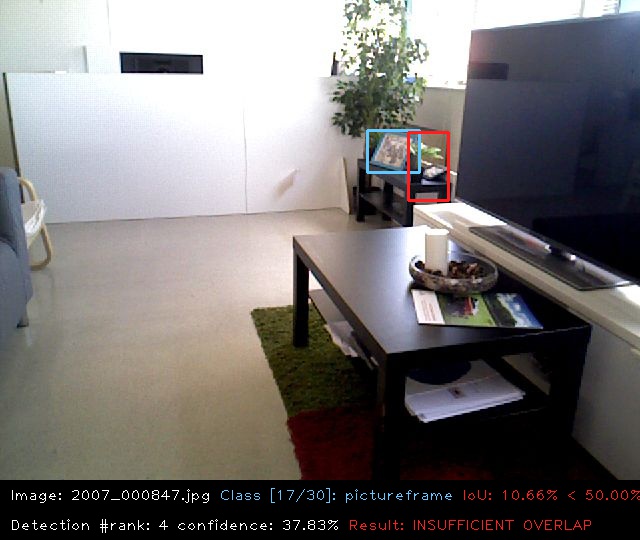 Image: 2007_000847.jpg Class [17/30]: pictureframe IoU: 10.66% < 50.00%
Detection #rank: 4 confidence: 37.83% Result: INSUFFICIENT OVERLAP